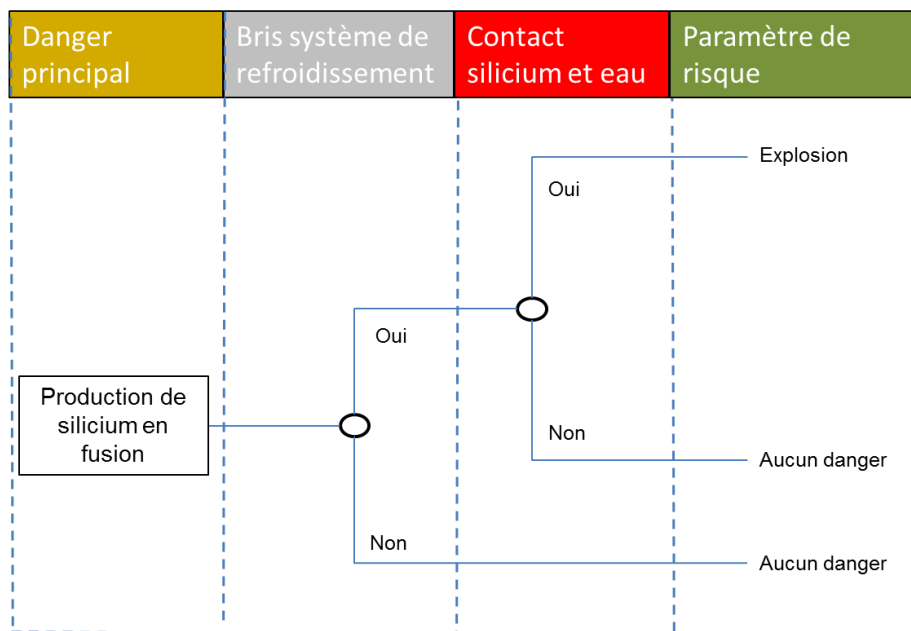 Danger
principal
Bris système de
refroidissement
Contact
silicium et eau
Paramètre de
risque
Explosion
Oui
Oui
Production de
silicium en
fusion
Non
Aucun danger
Non
Aucun danger